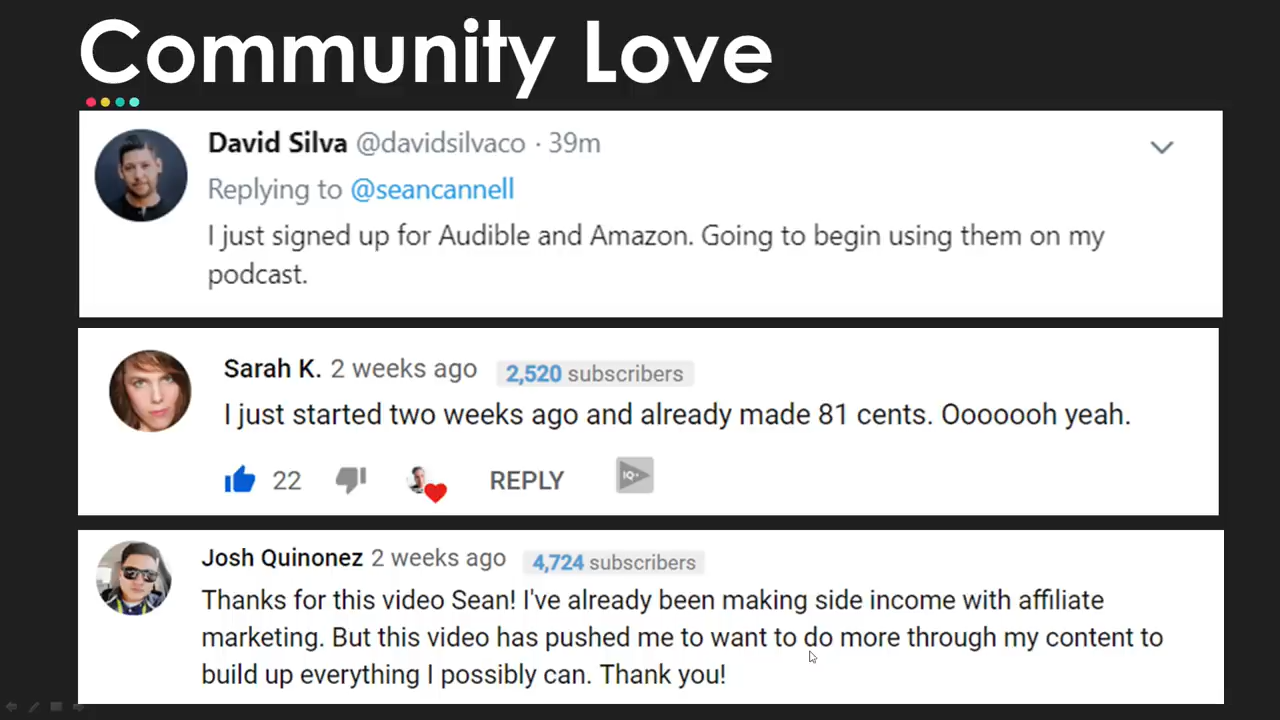 Community Love
David Silva @davidsilvaco · 39m
Replying to @seancannell
I just signed up for Audible and Amazon. Going to begin using them on my
podcast.
Sarah K. 2 weeks ago 2,520 subscribers
I just started two weeks ago and already made 81 cents. Ooooooh yeah.
22 REPLY IQ+
Josh Quinonez 2 weeks ago 4,724 subscribers
Thanks for this video Sean! I've already been making side income with affiliate
marketing. But this video has pushed me to want to do more through my content to
build up everything I possibly can. Thank you!